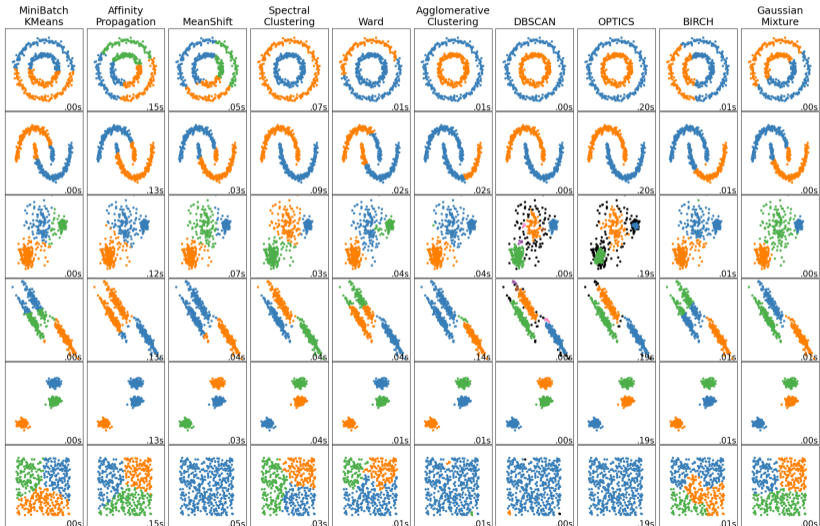 MiniBatch
KMeans
Affinity
Propagation
MeanShift
Spectral
Clustering
Ward
Agglomerative
Clustering
DBSCAN
OPTICS
BIRCH
Gaussian
Mixture
.00s .15s .05s .07s .01s .01s .00s .20s .01s .00s
.00s .13s .03s .09s .02s .02s .00s .20s .01s .00s
.00s .12s .07s .03s .04s .04s .00s .19s .01s .00s
.00s .13s .04s .04s .04s .14s .00s .19s .01s .01s
.00s .13s .03s .04s .01s .01s .00s .19s .01s .00s
.00s .15s .05s .03s .01s .01s .00s .19s .01s .00s